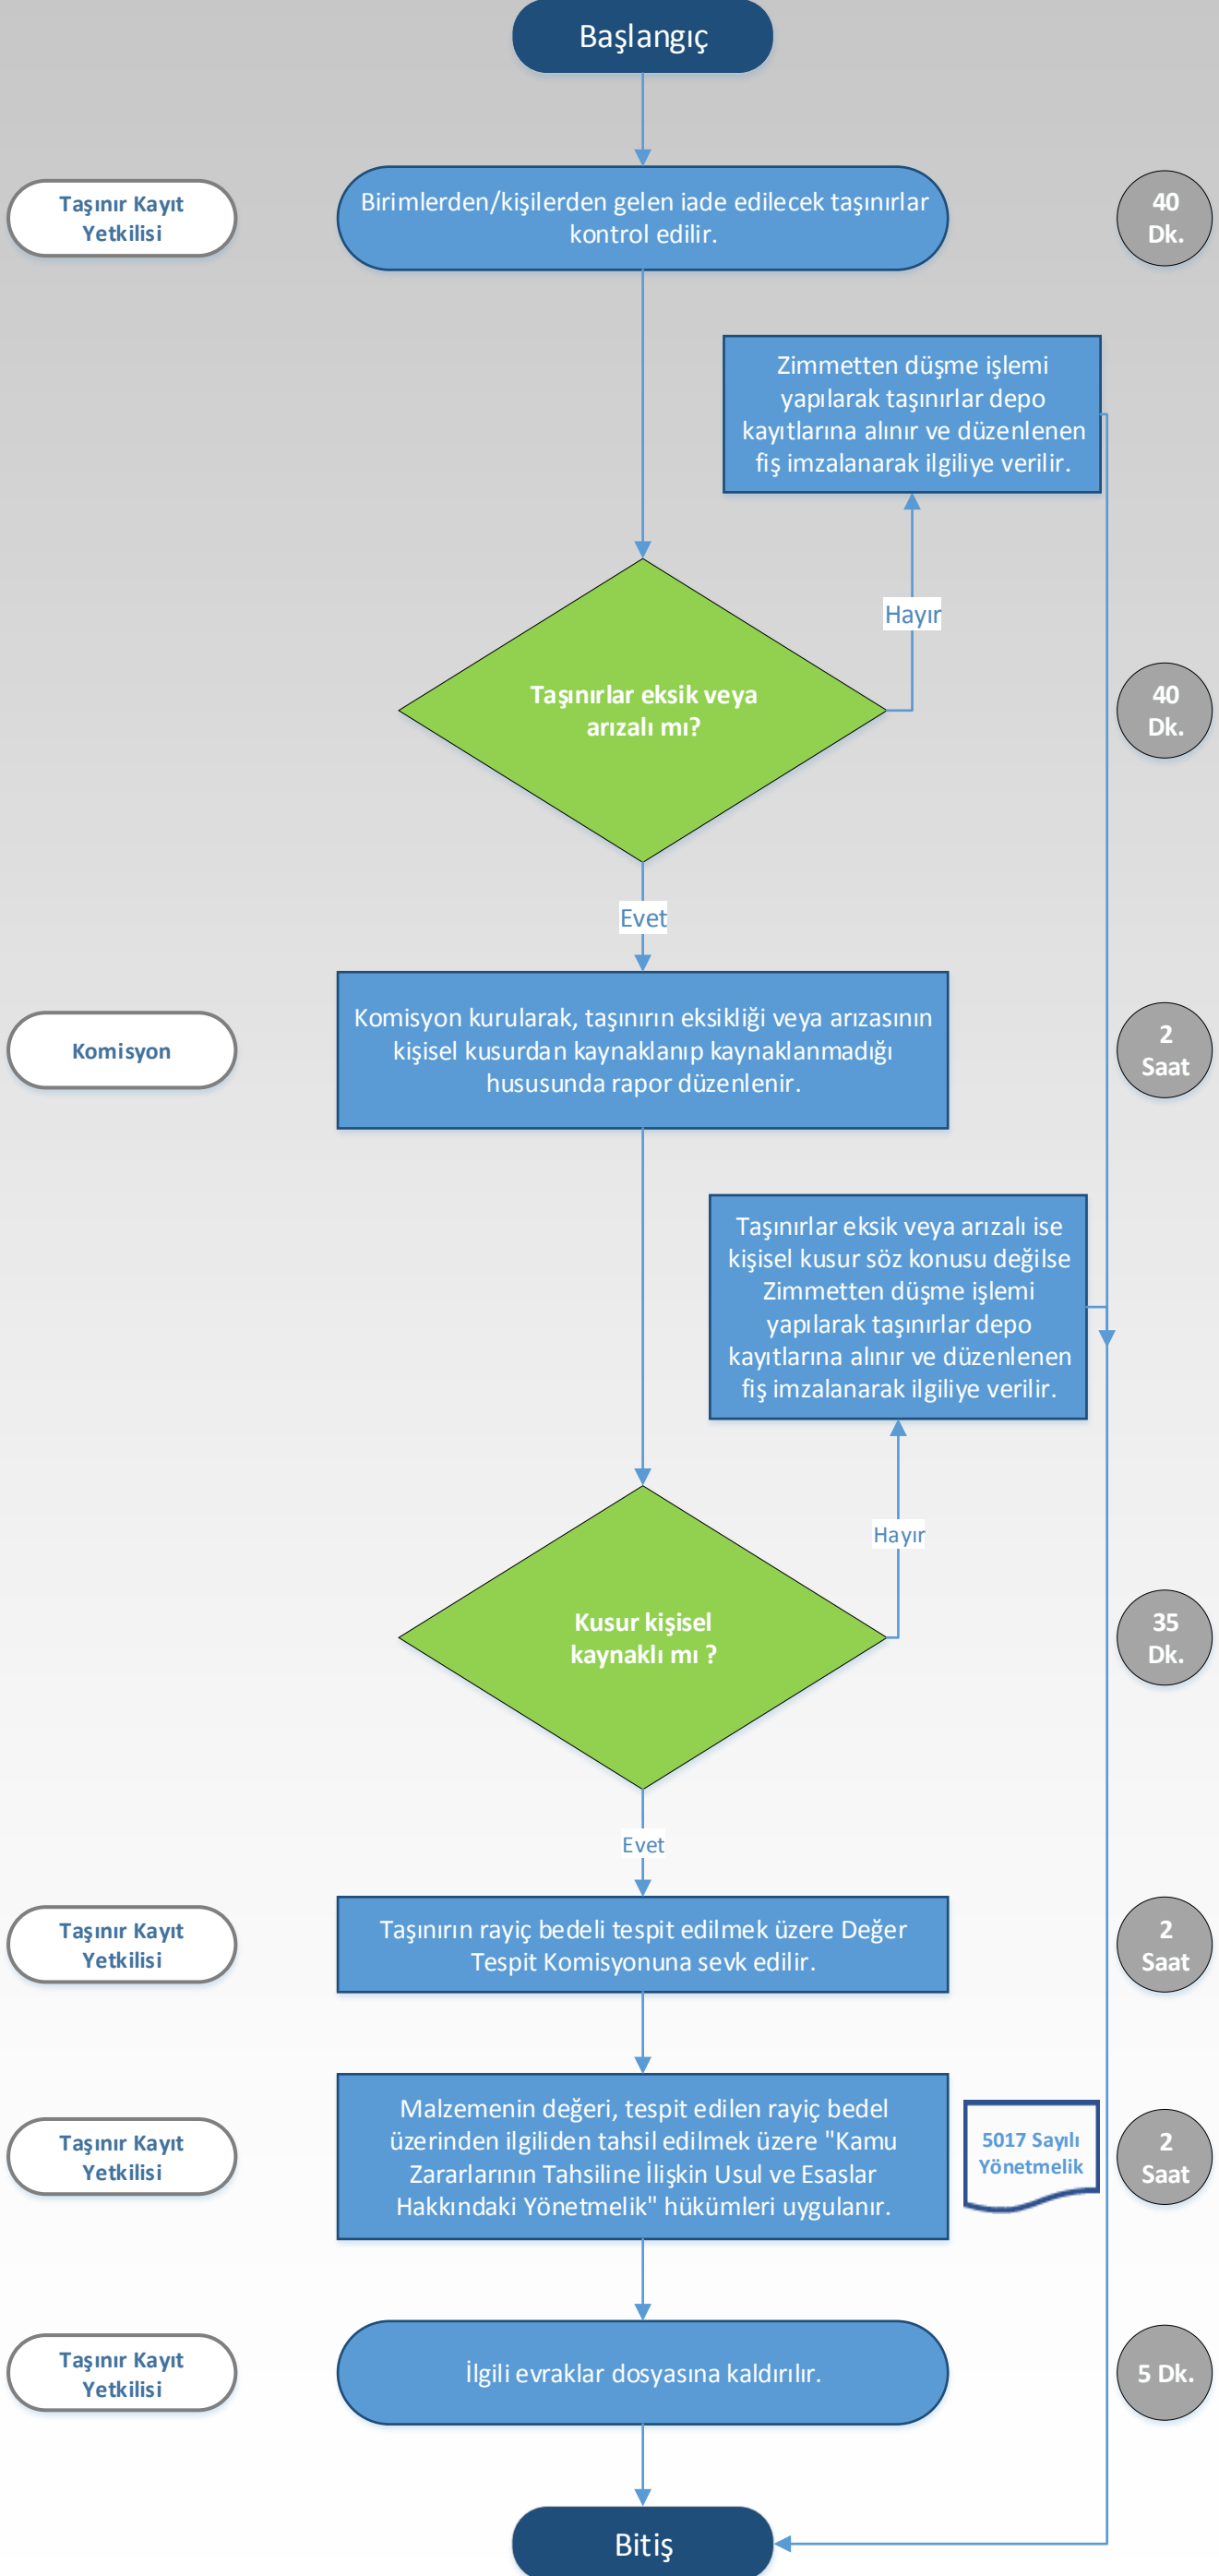 Başlangıç
Taşınır Kayıt
Yetkilisi
Birimlerden/kişilerden gelen iade edilecek taşınırlar
kontrol edilir.
40
Dk.
Zimmetten düşme işlemi
yapılarak taşınırlar depo
kayıtlarına alınır ve düzenlenen
fiş imzalanarak ilgiliye verilir.
Hayır
Taşınırlar eksik veya
arızalı mı?
40
Dk.
Evet
Komisyon
Komisyon kurularak, taşınırın eksikliği veya arızasının
kişisel kusurdan kaynaklanıp kaynaklanmadığı
hususunda rapor düzenlenir.
2
Saat
Taşınırlar eksik veya arızalı ise
kişisel kusur söz konusu değilse
Zimmetten düşme işlemi
yapılarak taşınırlar depo
kayıtlarına alınır ve düzenlenen
fiş imzalanarak ilgiliye verilir.
Hayır
Kusur kişisel
kaynaklı mı ?
35
Dk.
Evet
Taşınır Kayıt
Yetkilisi
Taşınırın rayiç bedeli tespit edilmek üzere Değer
Tespit Komisyonuna sevk edilir.
2
Saat
Taşınır Kayıt
Yetkilisi
Malzemenin değeri, tespit edilen rayiç bedel
üzerinden ilgiliden tahsil edilmek üzere "Kamu
Zararlarının Tahsiline İlişkin Usul ve Esaslar
Hakkındaki Yönetmelik" hükümleri uygulanır.
5017 Sayılı
Yönetmelik
2
Saat
Taşınır Kayıt
Yetkilisi
İlgili evraklar dosyasına kaldırılır.
5 Dk.
Bitiş